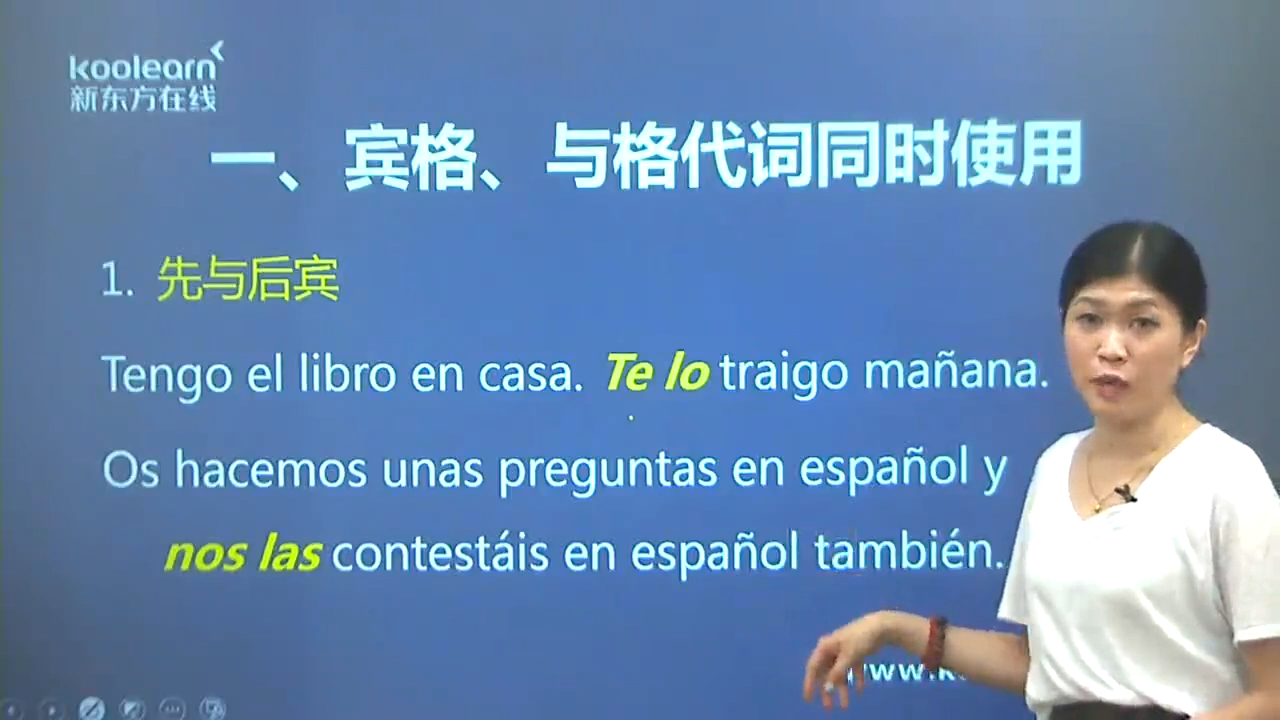 koolearn
新东方在线
一、宾格、与格代词同时使用
1. 先与后宾
Tengo el libro en casa. Te lo traigo mañana.
Os hacemos unas preguntas en español y
nos las contestáis en español también.